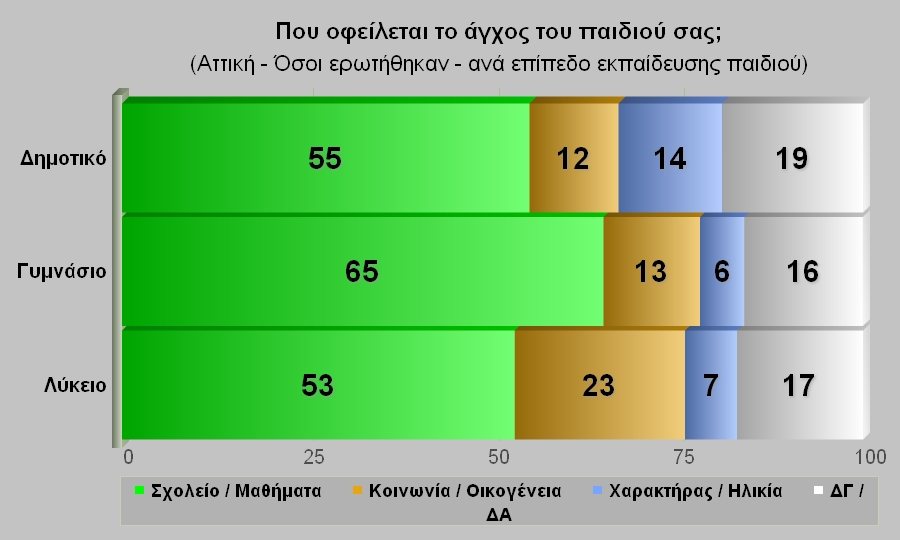 Που οφείλεται το άγχος του παιδιού σας;
(Αττική - Όσοι ερωτήθηκαν - ανά επίπεδο εκπαίδευσης παιδιού)
Δημοτικό 55 12 14 19
Γυμνάσιο 65 13 6 16
Λύκειο 53 23 7 17
0 25 50 75 100
Σχολείο / Μαθήματα Κοινωνία / Οικογένεια Χαρακτήρας / Ηλικία ΔΓ /
ΔΑ